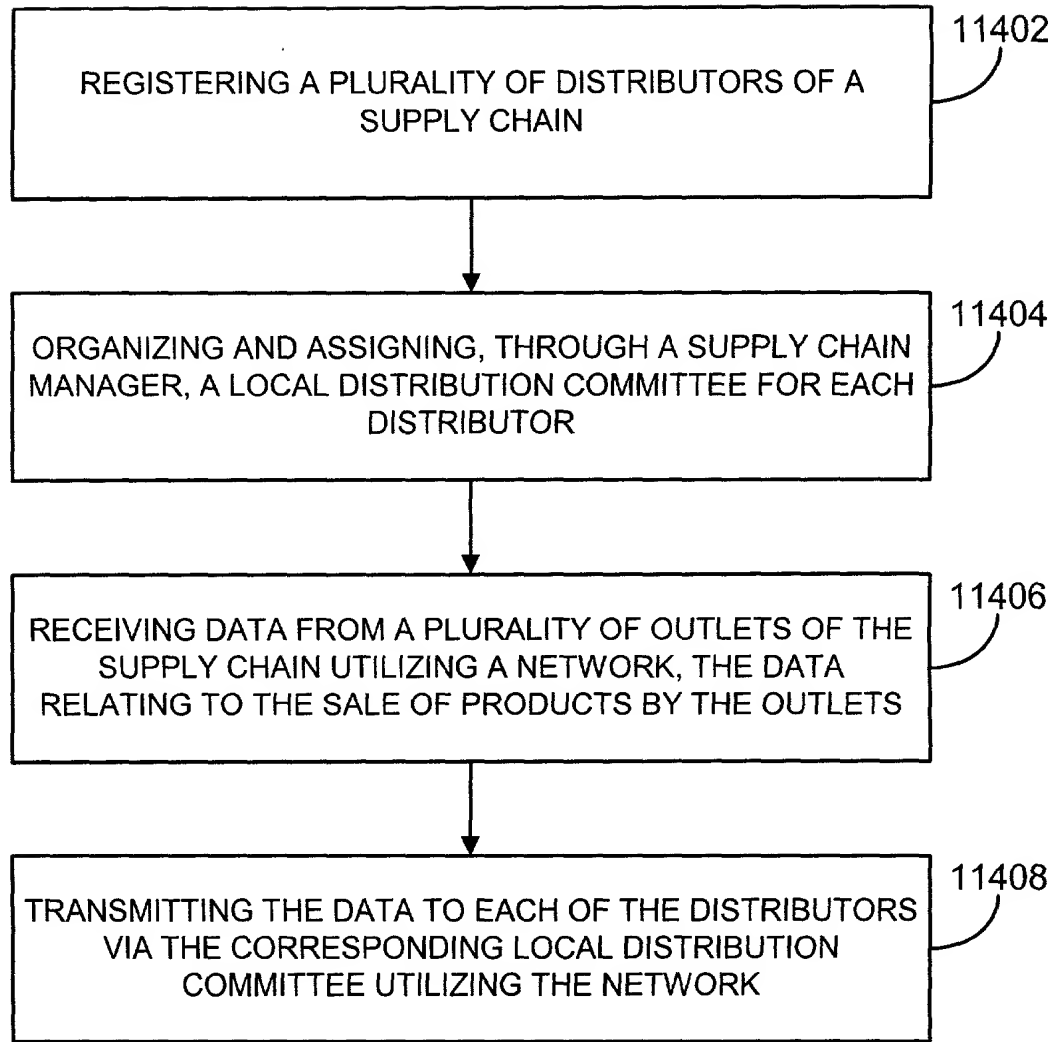 11402
REGISTERING A PLURALITY OF DISTRIBUTORS OF A
SUPPLY CHAIN
11404
ORGANIZING AND ASSIGNING, THROUGH A SUPPLY CHAIN
MANAGER, A LOCAL DISTRIBUTION COMMITTEE FOR EACH
DISTRIBUTOR
11406
RECEIVING DATA FROM A PLURALITY OF OUTLETS OF THE
SUPPLY CHAIN UTILIZING A NETWORK, THE DATA
RELATING TO THE SALE OF PRODUCTS BY THE OUTLETS
11408
TRANSMITTING THE DATA TO EACH OF THE DISTRIBUTORS
VIA THE CORRESPONDING LOCAL DISTRIBUTION
COMMITTEE UTILIZING THE NETWORK